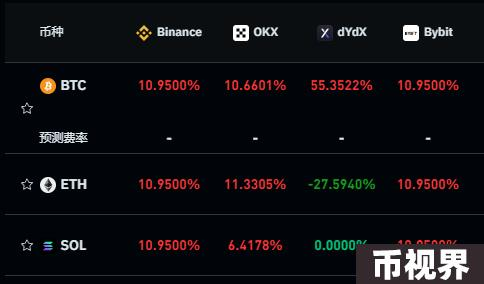 币种 Binance OKX dYdX Bybit
BTC 10.9500% 10.6601% 55.3522% 10.9500%
预测费率 - - - -
ETH 10.9500% 11.3305% -27.5940% 10.9500%
SOL 10.9500% 6.4178% 0.0000%
币视界